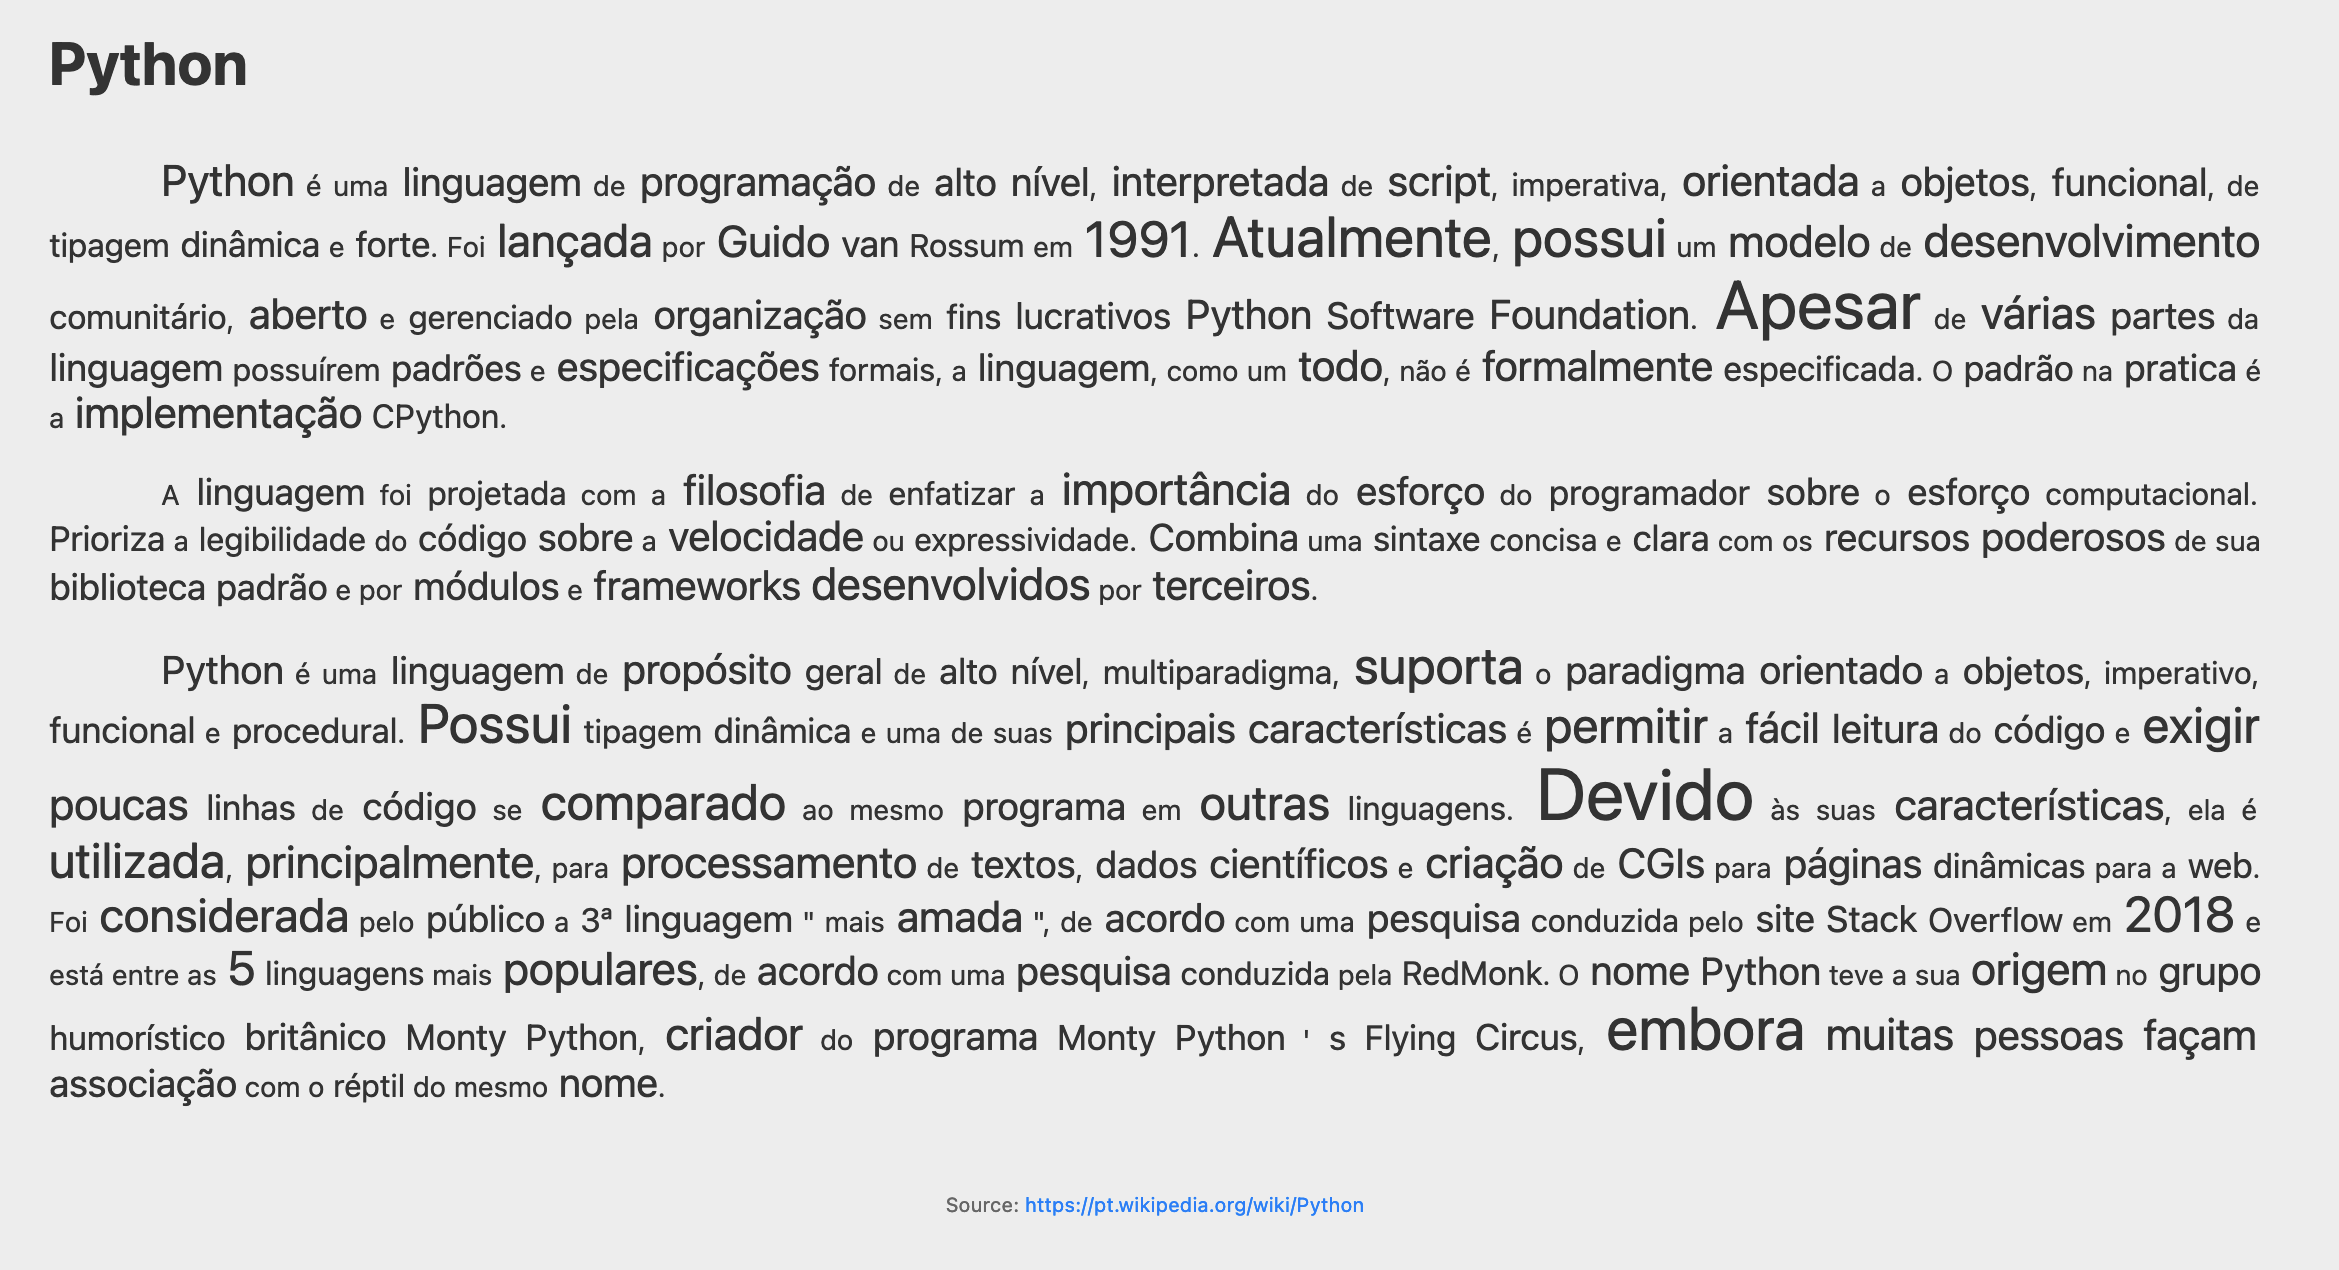 Python
Python é uma linguagem de programação de alto nível, interpretada de script, imperativa, orientada a objetos, funcional, de
tipagem dinâmica e forte. Foi lançada por Guido van Rossum em 1991. Atualmente, possui um modelo de desenvolvimento
comunitário, aberto e gerenciado pela organização sem fins lucrativos Python Software Foundation. Apesar de várias partes da
linguagem possuírem padrões e especificações formais, a linguagem, como um todo, não é formalmente especificada. O padrão na pratica é
a implementação CPython.
A linguagem foi projetada com a filosofia de enfatizar a importância do esforço do programador sobre o esforço computacional.
Prioriza a legibilidade do código sobre a velocidade ou expressividade. Combina uma sintaxe concisa e clara com os recursos poderosos de sua
biblioteca padrão e por módulos e frameworks desenvolvidos por terceiros.
Python é uma linguagem de propósito geral de alto nível, multiparadigma, suporta o paradigma orientado a objetos, imperativo,
funcional e procedural. Possui tipagem dinâmica e uma de suas principais características é permitir a fácil leitura do código e exigir
poucas linhas de código se comparado ao mesmo programa em outras linguagens. Devido às suas características, ela é
utilizada, principalmente, para processamento de textos, dados científicos e criação de CGIs para páginas dinâmicas para a web.
Foi considerada pelo público a 3ª linguagem " mais amada ", de acordo com uma pesquisa conduzida pelo site Stack Overflow em 2018 e
está entre as 5 linguagens mais populares, de acordo com uma pesquisa conduzida pela RedMonk. O nome Python teve a sua origem no grupo
humorístico britânico Monty Python, criador do programa Monty Python ' s Flying Circus, embora muitas pessoas façam
associação com o réptil do mesmo nome.
Source: https://pt.wikipedia.org/wiki/Python